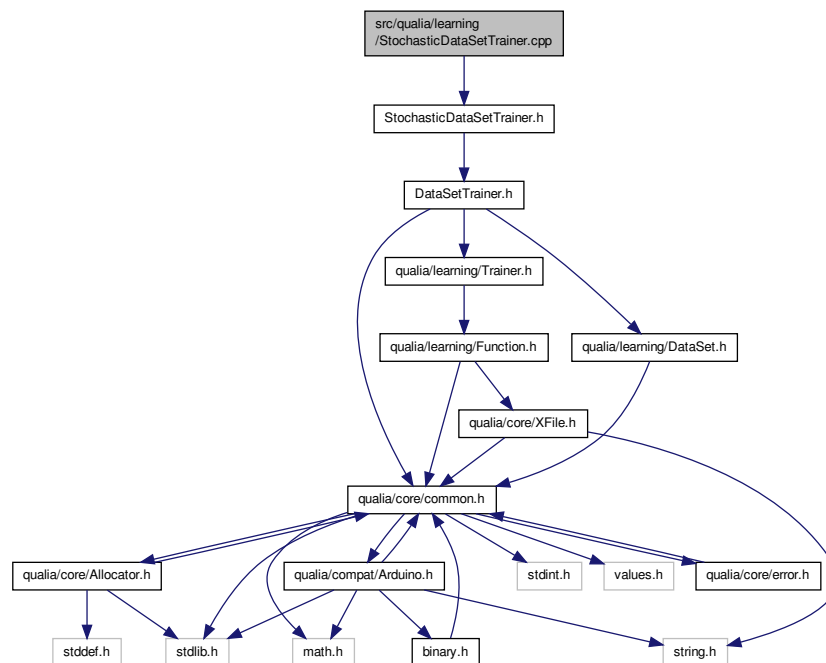 src/qualia/learning
/StochasticDataSetTrainer.cpp
StochasticDataSetTrainer.h
DataSetTrainer.h
qualia/learning/Trainer.h
qualia/learning/Function.h
qualia/learning/DataSet.h
qualia/core/XFile.h
qualia/core/common.h
qualia/core/Allocator.h
qualia/compat/Arduino.h
stdint.h
values.h
qualia/core/error.h
stddef.h
stdlib.h
math.h
binary.h
string.h